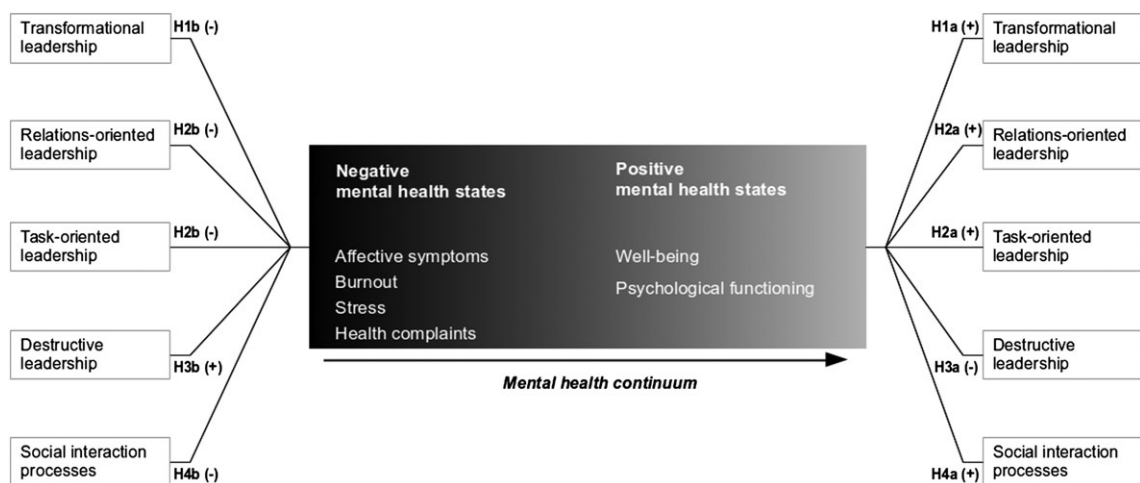 Transformational
leadership
H1b (-)
Relations-oriented
leadership
H2b (-)
Task-oriented
leadership
H2b (-)
Destructive
leadership
H3b (+)
Social interaction
processes
H4b (-)
Negative
mental health states
Affective symptoms
Burnout
Stress
Health complaints
Positive
mental health states
Well-being
Psychological functioning
Mental health continuum
H1a (+)
Transformational
leadership
H2a (+)
Relations-oriented
leadership
H2a (+)
Task-oriented
leadership
H3a (-)
Destructive
leadership
H4a (+)
Social interaction
processes